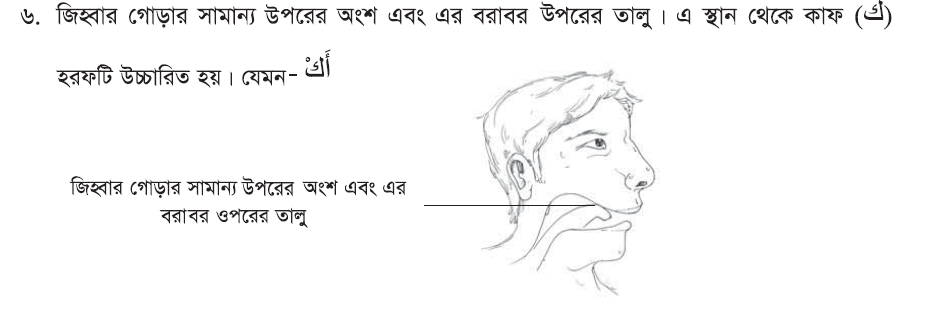 ৬. জিহ্বার গোড়ার সামান্য উপরের অংশ এবং এর বরাবর উপরের তালু। এ স্থান থেকে কাফ (ك)
হরফটি উচ্চারিত হয়। যেমন- أَكْ
জিহ্বার গোড়ার সামান্য উপরের অংশ এবং এর
বরাবর ওপরের তালু